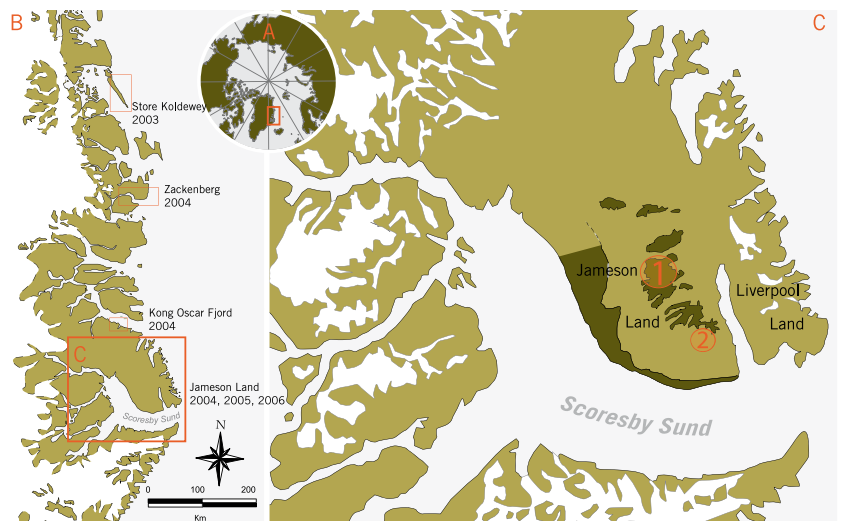 B
A
C
Store Koldewey
2003
Zackenberg
2004
Kong Oscar Fjord
2004
C
Jameson Land
2004, 2005, 2006
Scoresby Sund
N
0 100 200
Km
Jameson
1
Land
2
Liverpool
Land
Scoresby Sund